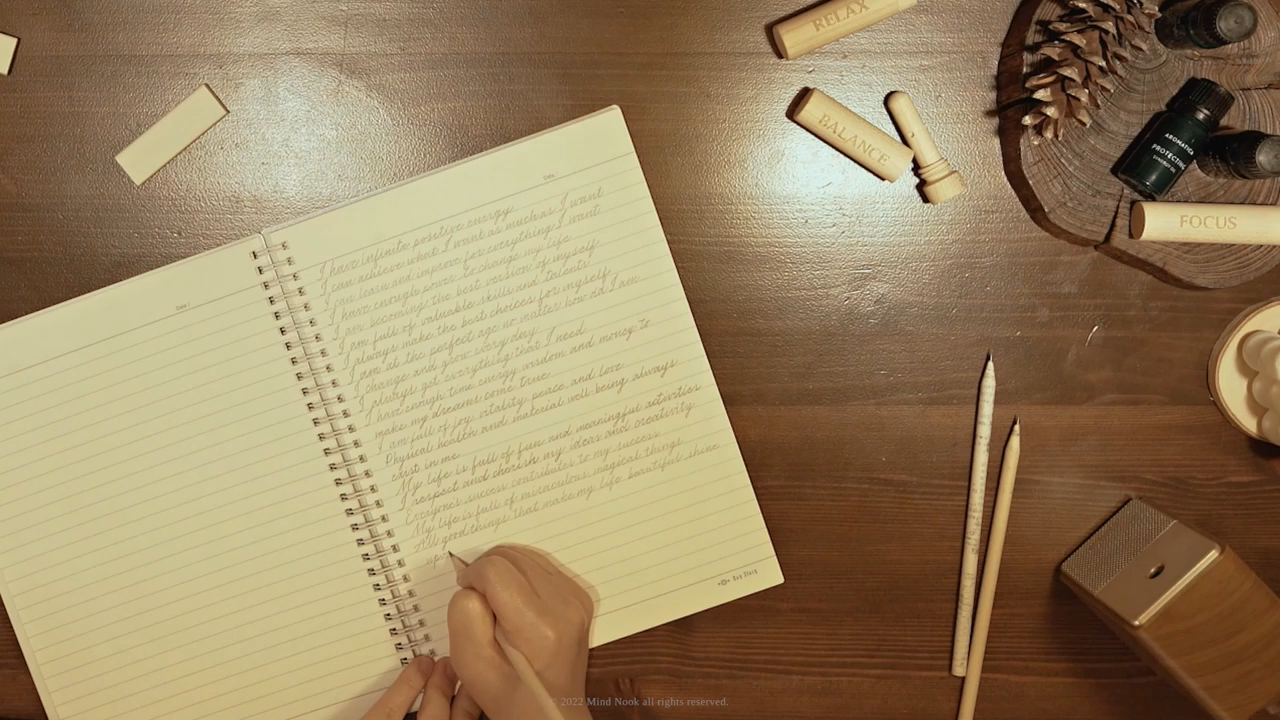 RELAX
BALANCE
AROMATICA
PROTECTING
FOCUS
Date :
Date :
I have infinite positive energy.
I can achieve what I want as much as I want
I can learn and improve for everything I want.
I have enough power to change my life
I am becoming the best version of myself
I am full of valuable skills and talents
I always make the best choices for myself
I am at the perfect age no matter how old I am
I change and grow every day.
I always get everything that I need
I have enough time energy wisdom and money to
make my dreams come true
I am full of joy, vitality, peace, and love
Physical health and material well-being always
exist in me
My life is full of fun and meaningful activities
I respect and cherish my ideas and creativity
Everyone's success contributes to my success
My life is full of miraculous magical things
All good things that make my life beautiful shine
© 2022 Mind Nook all rights reserved.